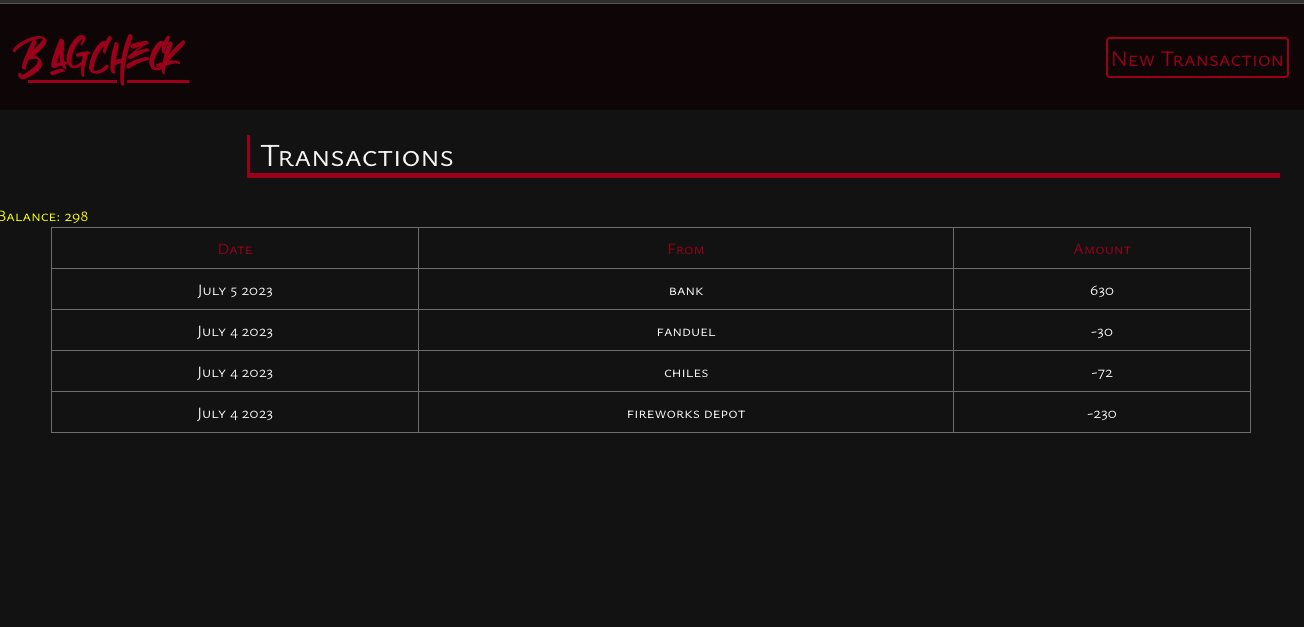 BAGCHECK
New Transaction
Transactions
Balance: 298
Date From Amount
July 5 2023 bank 630
July 4 2023 fanduel -30
July 4 2023 chiles -72
July 4 2023 fireworks depot -230